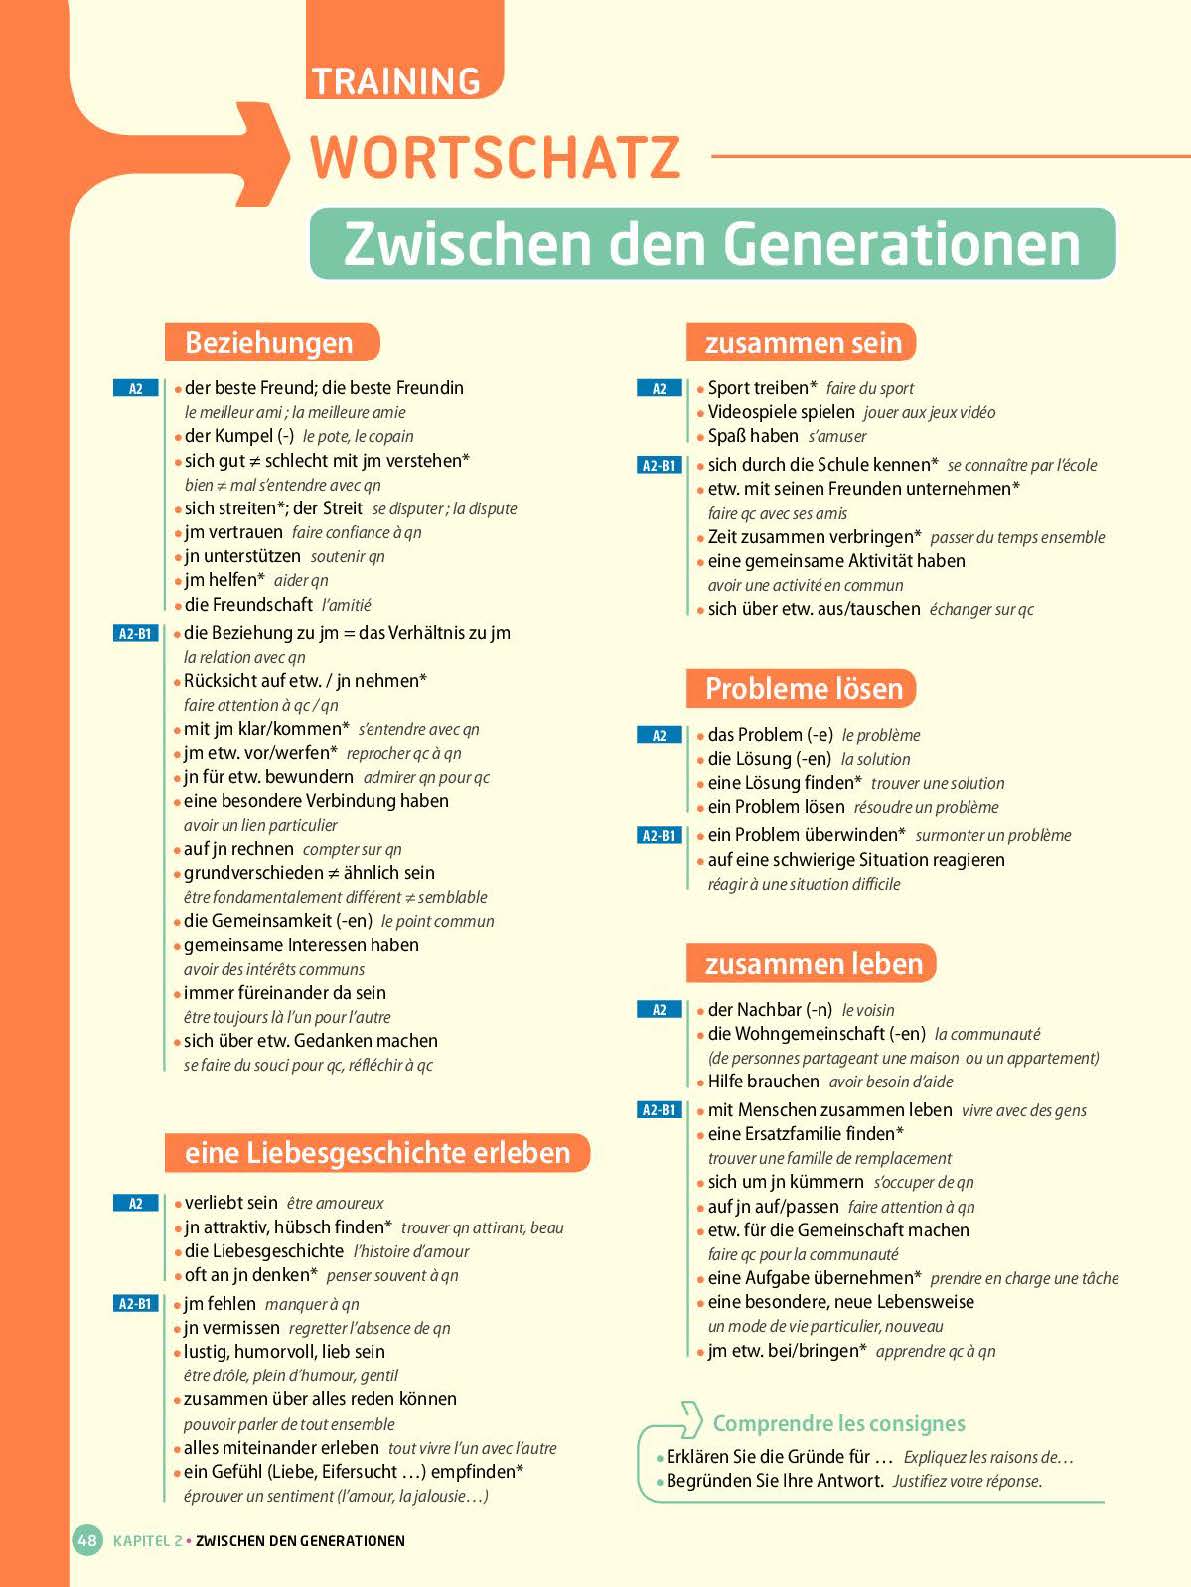 TRAINING
WORTSCHATZ
Zwischen den Generationen
Beziehungen
A2
• der beste Freund; die beste Freundin
le meilleur ami ; la meilleure amie
• der Kumpel (-) le pote, le copain
• sich gut ≠ schlecht mit jm verstehen*
bien ≠ mal s'entendre avec qn
• sich streiten*; der Streit se disputer ; la dispute
• jm vertrauen faire confiance à qn
• jn unterstützen soutenir qn
• jm helfen* aider qn
• die Freundschaft l'amitié
A2-B1
• die Beziehung zu jm = das Verhältnis zu jm
la relation avec qn
• Rücksicht auf etw. / jn nehmen*
faire attention à qc / qn
• mit jm klar/kommen* s'entendre avec qn
• jm etw. vor/werfen* reprocher qc à qn
• jn für etw. bewundern admirer qn pour qc
• eine besondere Verbindung haben
avoir un lien particulier
• auf jn rechnen compter sur qn
• grundverschieden ≠ ähnlich sein
être fondamentalement différent ≠ semblable
• die Gemeinsamkeit (-en) le point commun
• gemeinsame Interessen haben
avoir des intérêts communs
• immer füreinander da sein
être toujours là l'un pour l'autre
• sich über etw. Gedanken machen
se faire du souci pour qc, réfléchir à qc
eine Liebesgeschichte erleben
A2
• verliebt sein être amoureux
• jn attraktiv, hübsch finden* trouver qn attirant, beau
• die Liebesgeschichte l'histoire d'amour
• oft an jn denken* penser souvent à qn
A2-B1
• jm fehlen manquer à qn
• jn vermissen regretter l'absence de qn
• lustig, humorvoll, lieb sein
être drôle, plein d'humour, gentil
• zusammen über alles reden können
pouvoir parler de tout ensemble
• alles miteinander erleben tout vivre l'un avec l'autre
• ein Gefühl (Liebe, Eifersucht …) empfinden*
éprouver un sentiment (l'amour, la jalousie…)
zusammen sein
A2
• Sport treiben* faire du sport
• Videospiele spielen jouer aux jeux vidéo
• Spaß haben s'amuser
A2-B1
• sich durch die Schule kennen* se connaître par l'école
• etw. mit seinen Freunden unternehmen*
faire qc avec ses amis
• Zeit zusammen verbringen* passer du temps ensemble
• eine gemeinsame Aktivität haben
avoir une activité en commun
• sich über etw. aus/tauschen échanger sur qc
Probleme lösen
A2
• das Problem (-e) le problème
• die Lösung (-en) la solution
• eine Lösung finden* trouver une solution
• ein Problem lösen résoudre un problème
A2-B1
• ein Problem überwinden* surmonter un problème
• auf eine schwierige Situation reagieren
réagir à une situation difficile
zusammen leben
A2
• der Nachbar (-n) le voisin
• die Wohngemeinschaft (-en) la communauté
(de personnes partageant une maison ou un appartement)
• Hilfe brauchen avoir besoin d'aide
A2-B1
• mit Menschen zusammen leben vivre avec des gens
• eine Ersatzfamilie finden*
trouver une famille de remplacement
• sich um jn kümmern s'occuper de qn
• auf jn auf/passen faire attention à qn
• etw. für die Gemeinschaft machen
faire qc pour la communauté
• eine Aufgabe übernehmen* prendre en charge une tâche
• eine besondere, neue Lebensweise
un mode de vie particulier, nouveau
• jm etw. bei/bringen* apprendre qc à qn
Comprendre les consignes
• Erklären Sie die Gründe für … Expliquez les raisons de…
• Begründen Sie Ihre Antwort. Justifiez votre réponse.
48 KAPITEL 2 • ZWISCHEN DEN GENERATIONEN